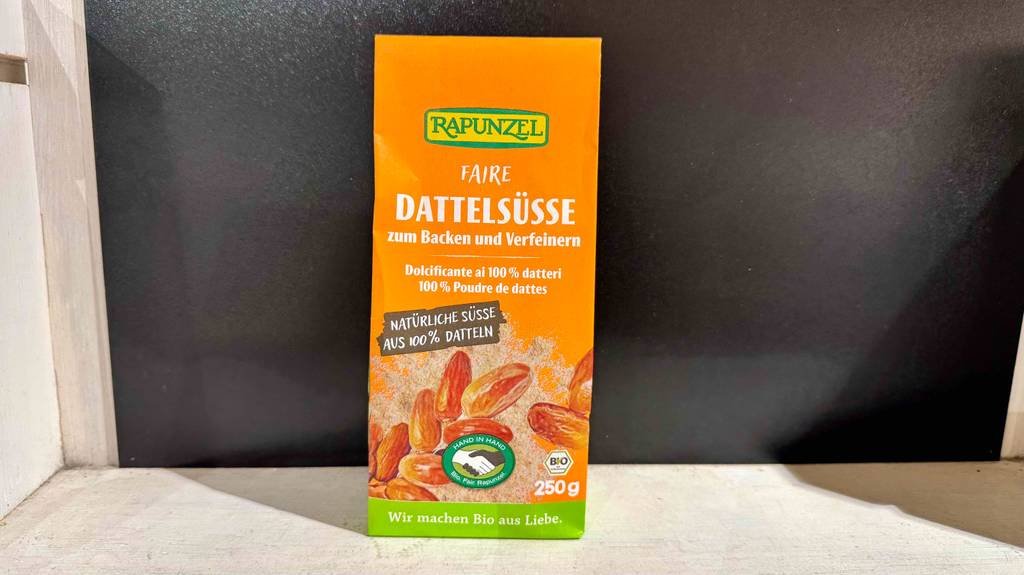 RAPUNZEL
FAIRE
DATTELSÜSSE
zum Backen und Verfeinern
Dolcificante ai 100 % datteri
100 % Poudre de dattes
NATÜRLICHE SÜSSE
AUS 100% DATTELN
HAND IN HAND
Bio. Fair. Rapunzel
BIO
250 g
Wir machen Bio aus Liebe.